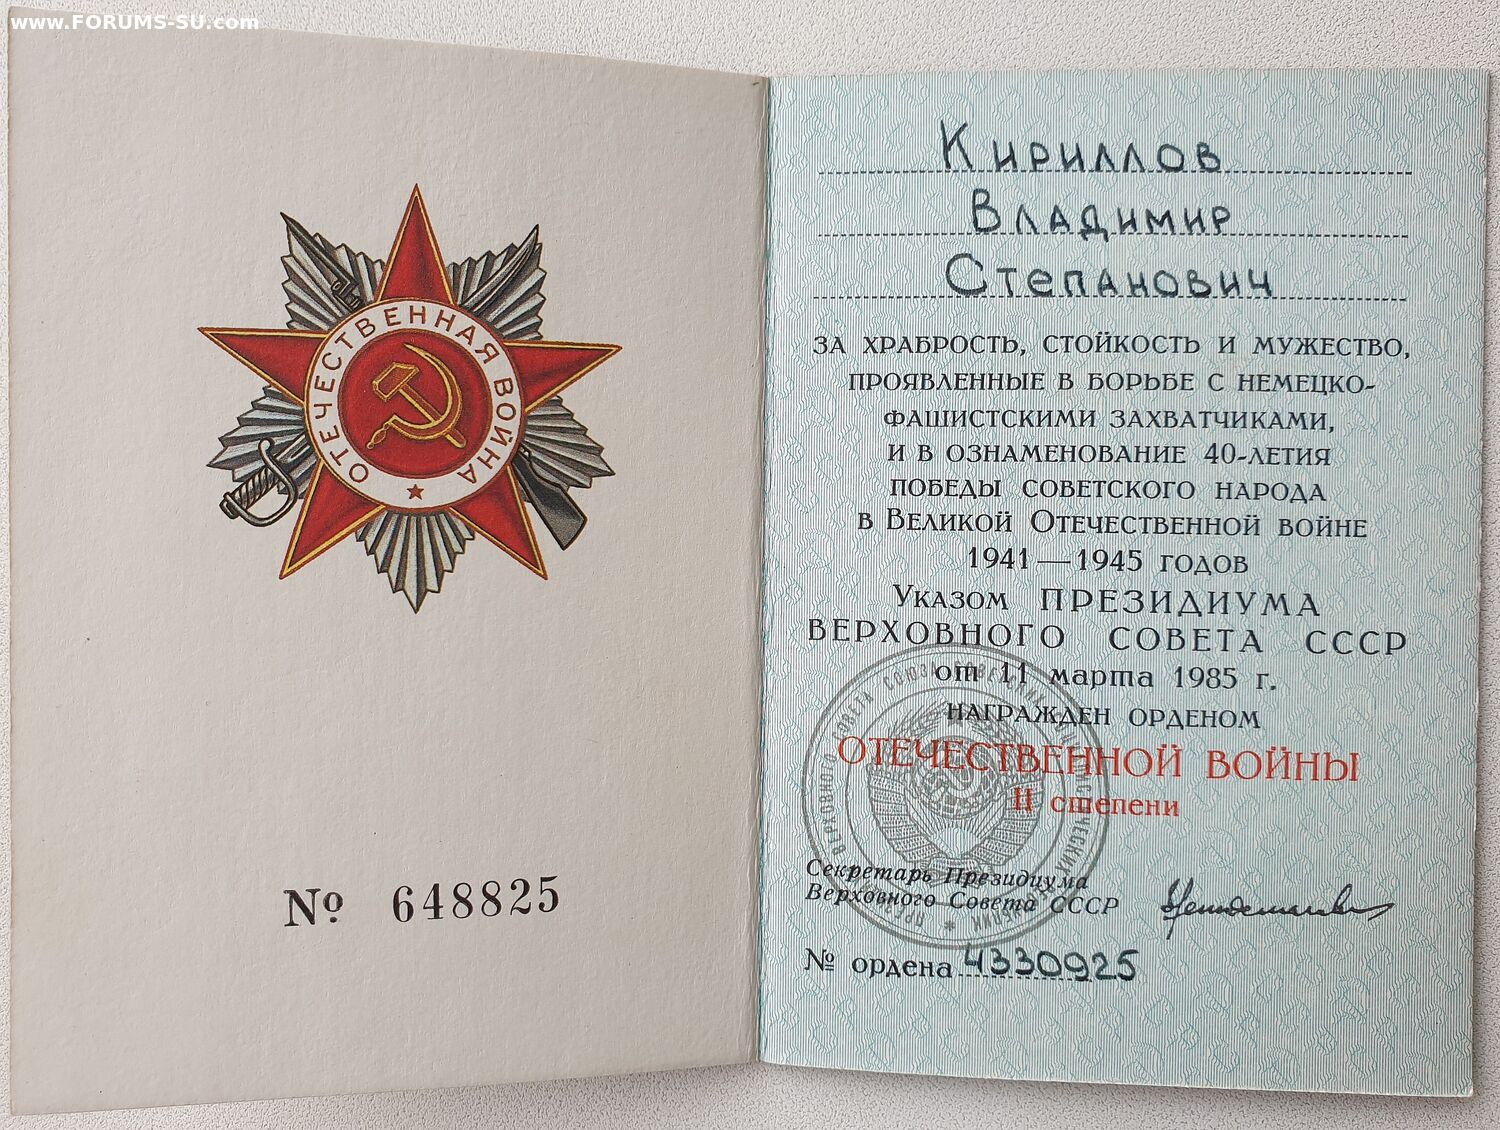 www.FORUMS-SU.com
ОТЕЧЕСТВЕННАЯ ВОЙНА
№ 648825
Кириллов
Владимир
Степанович
ЗА ХРАБРОСТЬ, СТОЙКОСТЬ И МУЖЕСТВО,
ПРОЯВЛЕННЫЕ В БОРЬБЕ С НЕМЕЦКО-
ФАШИСТСКИМИ ЗАХВАТЧИКАМИ,
И В ОЗНАМЕНОВАНИЕ 40-ЛЕТИЯ
ПОБЕДЫ СОВЕТСКОГО НАРОДА
В ВЕЛИКОЙ ОТЕЧЕСТВЕННОЙ ВОЙНЕ
1941—1945 ГОДОВ
УКАЗОМ ПРЕЗИДИУМА
ВЕРХОВНОГО СОВЕТА СССР
от 11 марта 1985 г.
НАГРАЖДЕН ОРДЕНОМ
ОТЕЧЕСТВЕННОЙ ВОЙНЫ
II степени
Секретарь Президиума
Верховного Совета СССР
№ ордена 4330925